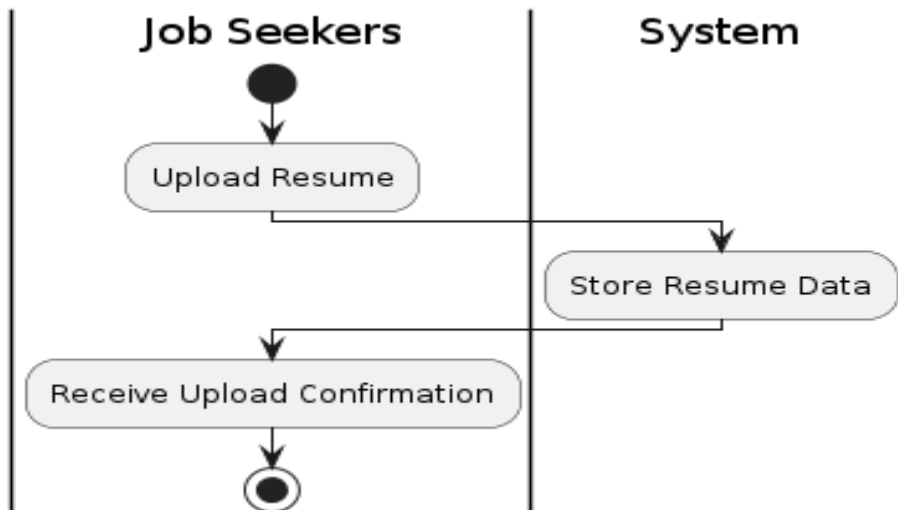 Job Seekers
System
Upload Resume
Store Resume Data
Receive Upload Confirmation